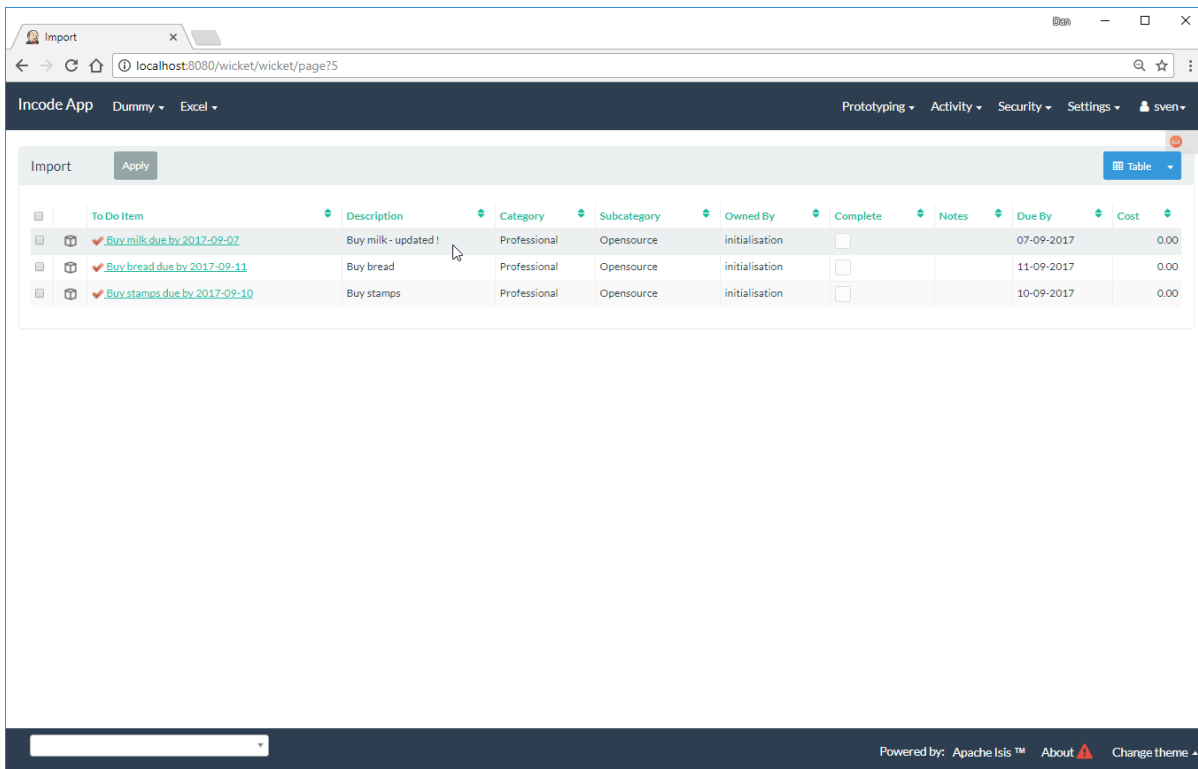 Dan
Import
localhost:8080/wicket/wicket/page?5
Incode App Dummy Excel Prototyping Activity Security Settings sven
Import Apply Table
To Do Item Description Category Subcategory Owned By Complete Notes Due By Cost
Buy milk due by 2017-09-07 Buy milk - updated ! Professional Opensource initialisation 07-09-2017 0.00
Buy bread due by 2017-09-11 Buy bread Professional Opensource initialisation 11-09-2017 0.00
Buy stamps due by 2017-09-10 Buy stamps Professional Opensource initialisation 10-09-2017 0.00
Powered by: Apache Isis ™ About Change theme